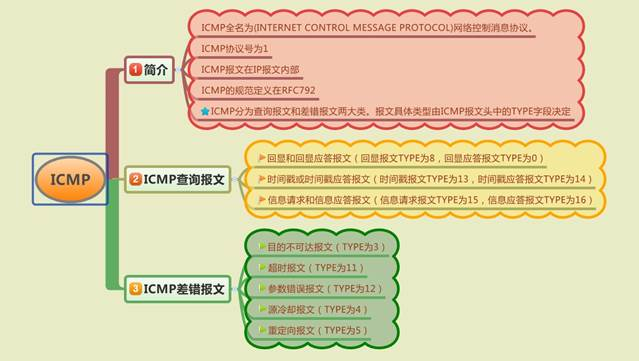 ICMP
1 简介
ICMP全名为(INTERNET CONTROL MESSAGE PROTOCOL)网络控制消息协议。
ICMP协议号为1
ICMP报文在IP报文内部
ICMP的规范定义在RFC792
ICMP分为查询报文和差错报文两大类。报文具体类型由ICMP报文头中的TYPE字段决定
2 ICMP查询报文
回显和回显应答报文（回显报文TYPE为8，回显应答报文TYPE为0）
时间戳或时间戳应答报文（时间戳报文TYPE为13，时间戳应答报文TYPE为14）
信息请求和信息应答报文（信息请求报文TYPE为15，信息应答报文TYPE为16）
3 ICMP差错报文
目的不可达报文（TYPE为3）
超时报文（TYPE为11）
参数错误报文（TYPE为12）
源冷却报文（TYPE为4）
重定向报文（TYPE为5）